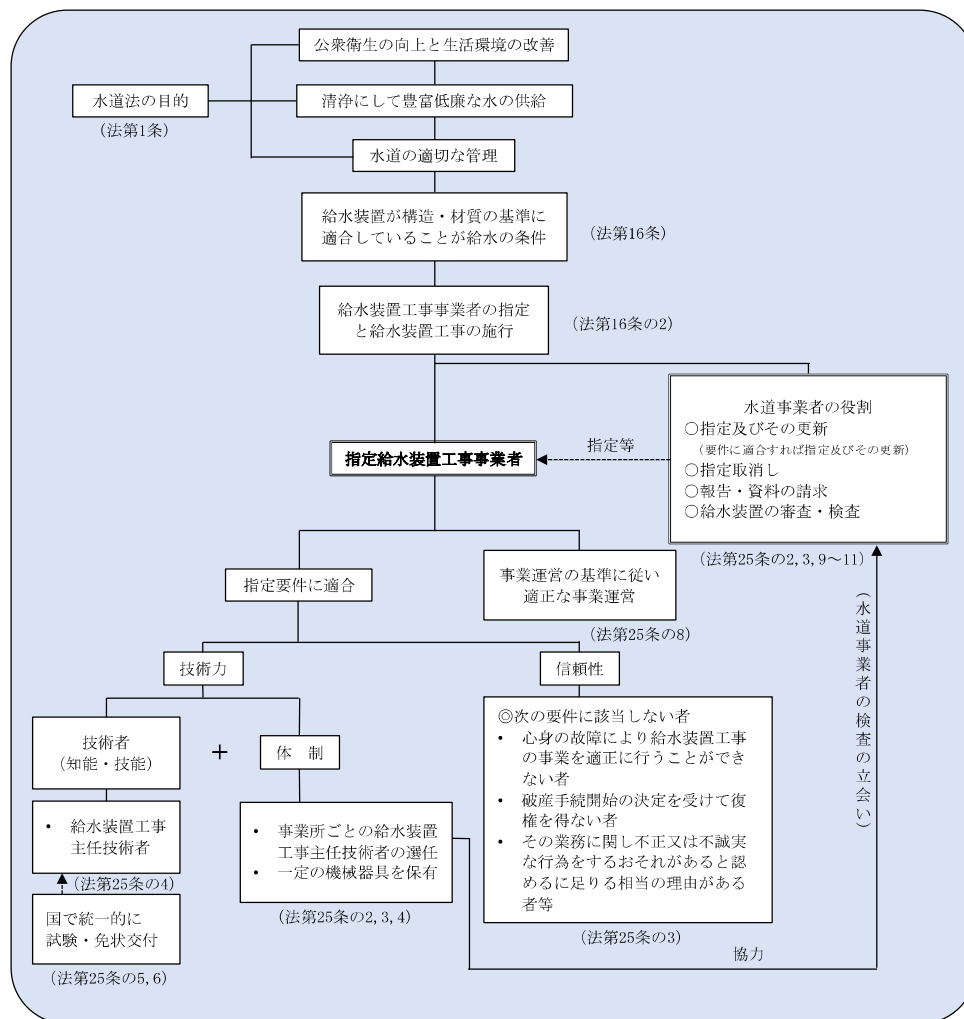 公衆衛生の向上と生活環境の改善
水道法の目的
(法第1条)
清浄にして豊富低廉な水の供給
水道の適切な管理
給水装置が構造・材質の基準に
適合していることが給水の条件
(法第16条)
給水装置工事事業者の指定
と給水装置工事の施行
(法第16条の2)
水道事業者の役割
○指定及びその更新
(要件に適合すれば指定及びその更新)
○指定取消し
○報告・資料の請求
○給水装置の審査・検査
(法第25条の2,3,9~11)
指定等
指定給水装置工事事業者
指定要件に適合
事業運営の基準に従い
適正な事業運営
(法第25条の8)
技術力
信頼性
技術者
(知能・技能)
+
体 制
• 給水装置工事
主任技術者
(法第25条の4)
国で統一的に
試験・免状交付
(法第25条の5,6)
• 事業所ごとの給水装置
工事主任技術者の選任
• 一定の機械器具を保有
(法第25条の2,3,4)
◎次の要件に該当しない者
• 心身の故障により給水装置工事
の事業を適正に行うことができ
ない者
• 破産手続開始の決定を受けて復
権を得ない者
• その業務に関し不正又は不誠実
な行為をするおそれがあると認
めるに足りる相当の理由がある
者等
(法第25条の3)
協力
(水道事業者の検査の立会い)